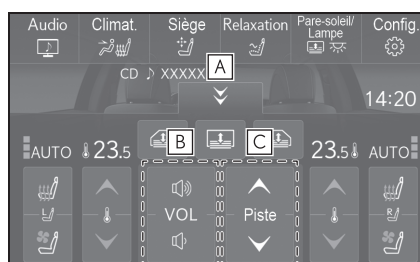 Audio Climat. Siège Relaxation Pare-soleil/ Lampe Config.
CD ♪ XXXXX A
14:20
B C
AUTO 23.5 23.5 AUTO
L VOL Piste R